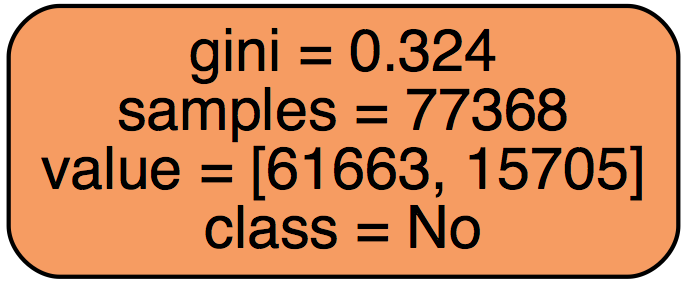 gini = 0.324
samples = 77368
value = [61663, 15705]
class = No